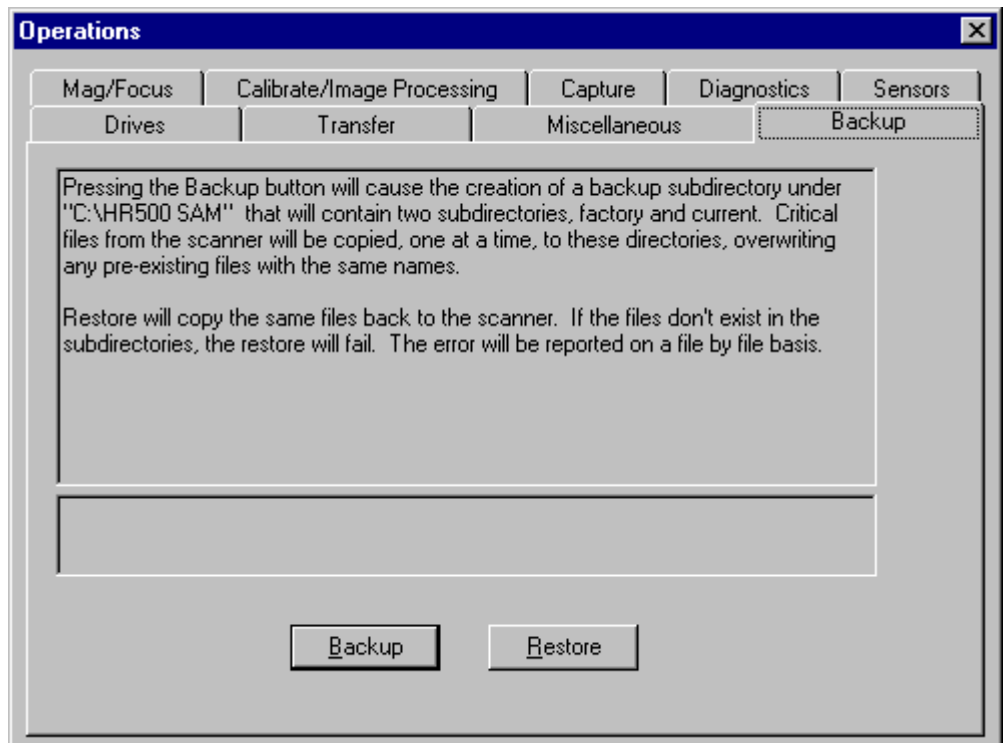 Operations
Mag/Focus Calibrate/Image Processing Capture Diagnostics Sensors
Drives Transfer Miscellaneous Backup
Pressing the Backup button will cause the creation of a backup subdirectory under
"C:\HR500 SAM"  that will contain two subdirectories, factory and current.  Critical
files from the scanner will be copied, one at a time, to these directories, overwriting
any pre-existing files with the same names.
Restore will copy the same files back to the scanner.  If the files don't exist in the
subdirectories, the restore will fail.  The error will be reported on a file by file basis.
Backup Restore